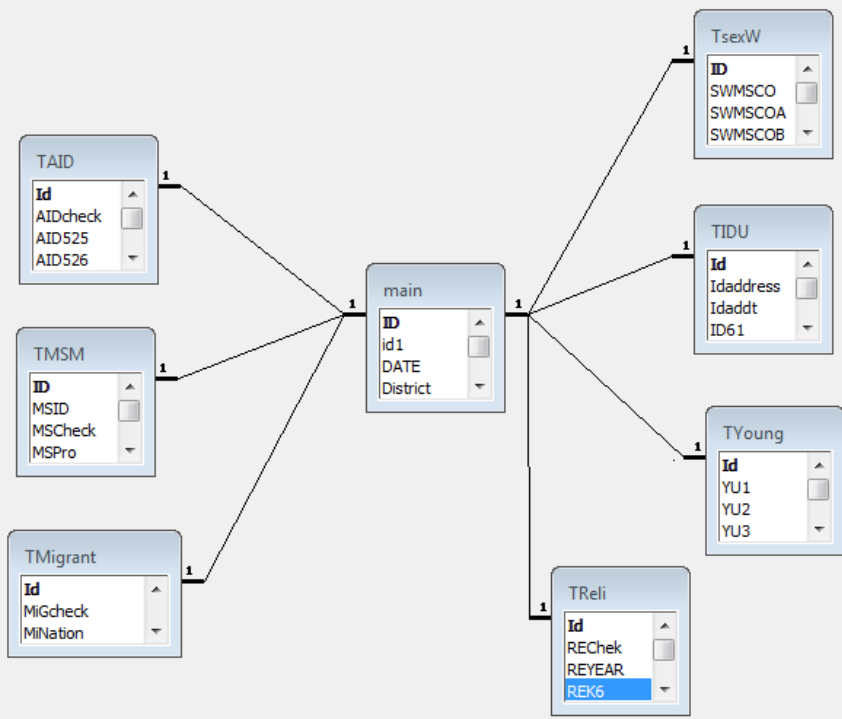 TsexW
1
ID
SWMSCO
SWMSCOA
SWMSCOB
TAID
1
Id
AIDcheck
AID525
AID526
TIDU
1
Id
Idaddress
Idaddt
ID61
main
1
1
ID
id1
DATE
District
TMSM
1
ID
MSID
MSCheck
MSPro
TYoung
1
Id
YU1
YU2
YU3
TMigrant
1
Id
MiGcheck
MiNation
TReli
1
Id
REChek
REYEAR
REK6